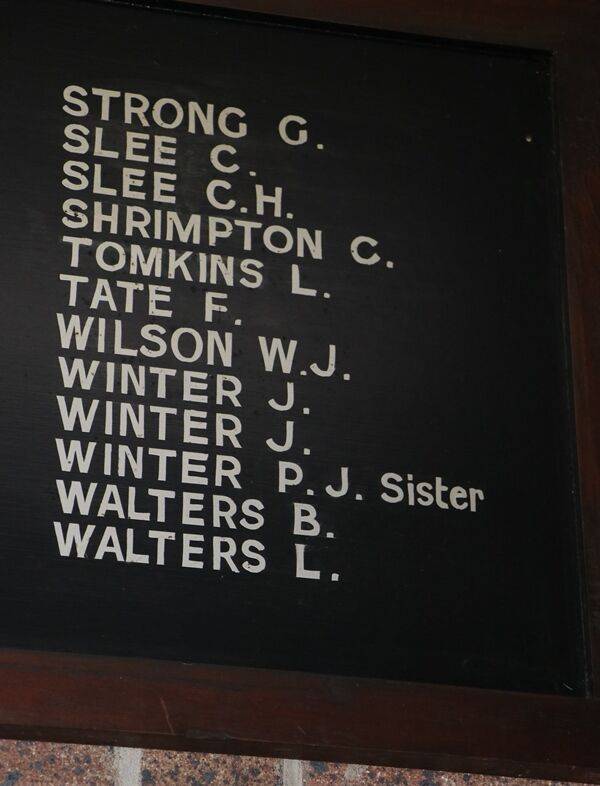 STRONG G.
SLEE C.
SLEE C.H.
SHRIMPTON C.
TOMKINS L.
TATE F.
WILSON W.J.
WINTER J.
WINTER J.
WINTER P.J. Sister
WALTERS B.
WALTERS L.